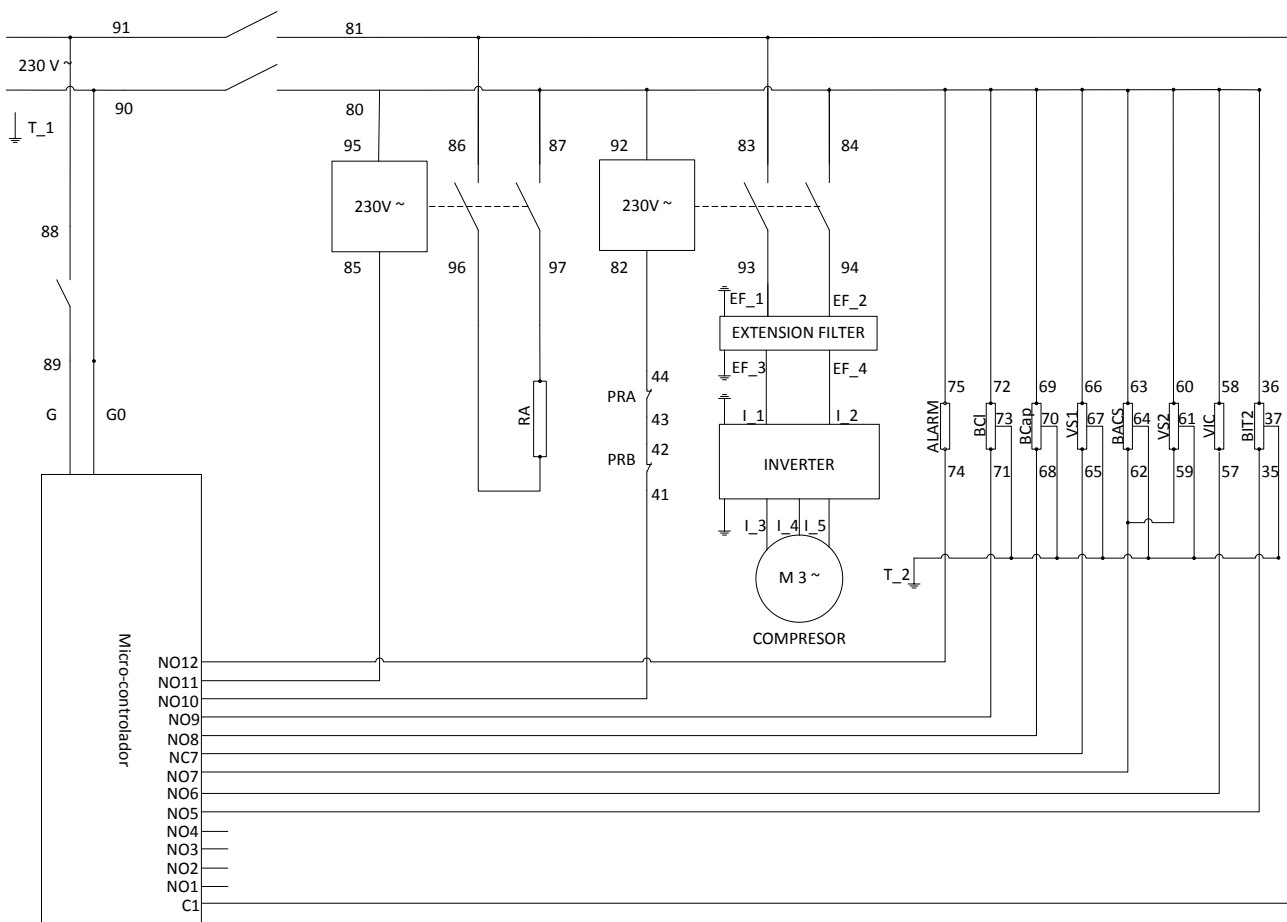 91
81
230 V ~
90
80
T_1
95
86
87
92
83
84
230V ~
230V ~
88
85
96
97
82
93
94
EF_1
EF_2
EXTENSION FILTER
89
EF_3
EF_4
44
PRA
43
G
G0
RA
I_1
I_2
42
PRB
INVERTER
41
75
72
69
66
63
60
58
36
ALARM
BCI
73
BCap
70
VS1
67
BACS
64
VS2
61
VIC
BIT2
37
74
71
68
65
62
59
57
35
I_3
I_4
I_5
M 3 ~
T_2
COMPRESOR
Micro-controlador
NO12
NO11
NO10
NO9
NO8
NC7
NO7
NO6
NO5
NO4
NO3
NO2
NO1
C1